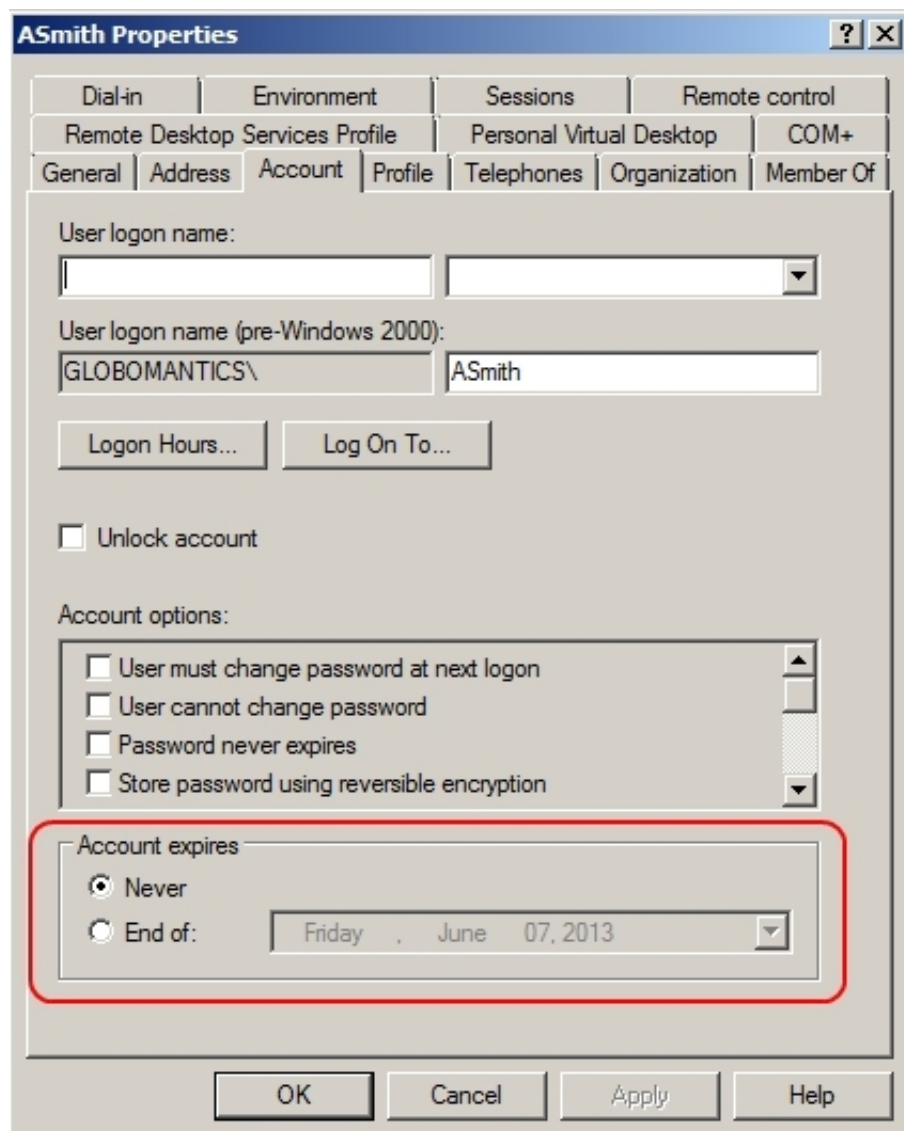 ASmith Properties
Dial-in Environment Sessions Remote control
Remote Desktop Services Profile Personal Virtual Desktop COM+
General Address Account Profile Telephones Organization Member Of
User logon name:
User logon name (pre-Windows 2000):
GLOBOMANTICS\ ASmith
Logon Hours... Log On To...
Unlock account
Account options:
User must change password at next logon
User cannot change password
Password never expires
Store password using reversible encryption
Account expires
Never
End of: Friday , June 07, 2013
OK Cancel Apply Help